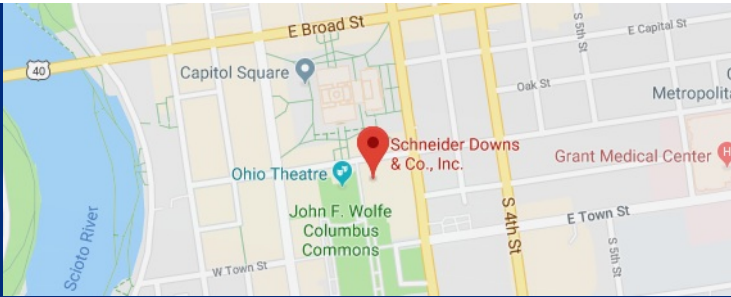 E Broad St
S 5th St
E Capital St
40
Capitol Square
Oak St
Metropolita
Schneider Downs
& Co., Inc.
Grant Medical Center
H
Ohio Theatre
John F. Wolfe
Columbus
Commons
S 4th St
E Town St
S 5th St
W Town St
Scioto River